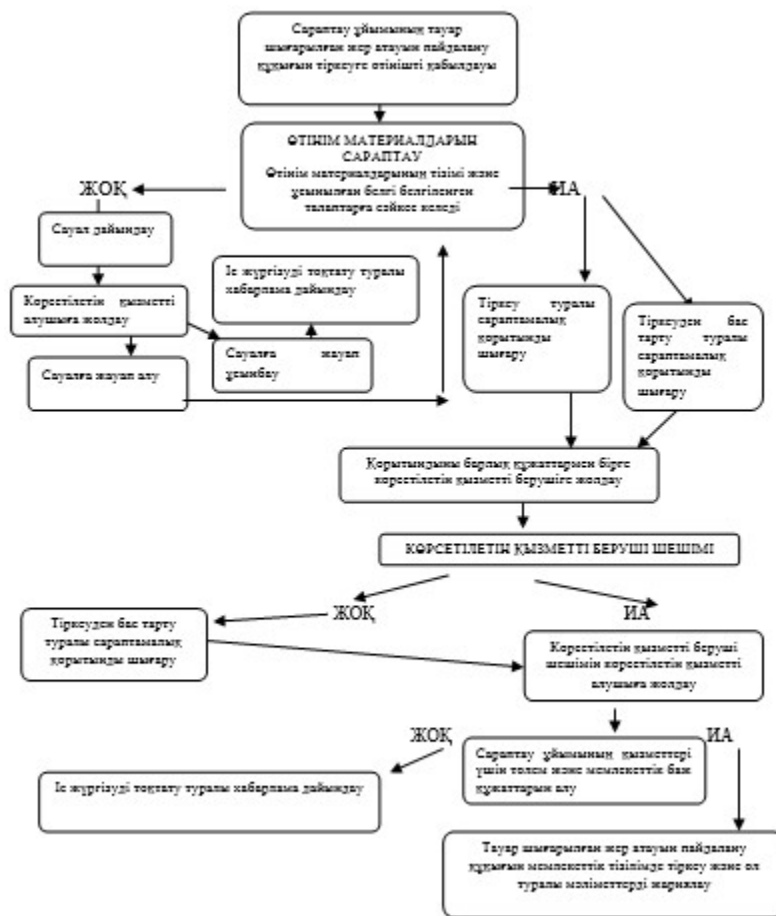 Сараптау ұйымының тауар
шығарылған жер атауын пайдалану
құқығын тіркеуге өтінішті қабылдауы
ӨТІНІМ МАТЕРИАЛДАРЫН
САРАПТАУ
Өтінім материалдарының тізімі және
ұсынылған белгі белгіленген
талаптарға сәйкес келеді
ЖОҚ
ИА
Сауал дайындау
Көрсетілетін қызметті
алушыға жолдау
Сауалға жауап алу
Іс жүргізуді тоқтату туралы
хабарлама дайындау
Сауалға жауап
ұсынбау
Тіркеу туралы
сараптамалық
қорытынды
шығару
Тіркеуден бас
тарту туралы
сараптамалық
қорытынды
шығару
Қорытындыны барлық құжаттармен бірге
көрсетілетін қызметті берушіге жолдау
КӨРСЕТІЛЕТІН ҚЫЗМЕТТІ БЕРУШІ ШЕШІМІ
ЖОҚ
ИА
Тіркеуден бас тарту
туралы сараптамалық
қорытынды шығару
Көрсетілетін қызметті беруші
шешімін көрсетілетін қызметті
алушыға жолдау
ЖОҚ
ИА
Сараптау ұйымының қызметтері
үшін төлем және мемлекеттік баж
құжаттарын алу
Іс жүргізуді тоқтату туралы хабарлама дайындау
Тауар шығарылған жер атауын пайдалану
құқығын мемлекеттік тізілімде тіркеу және ол
туралы мәліметтерді жариялау